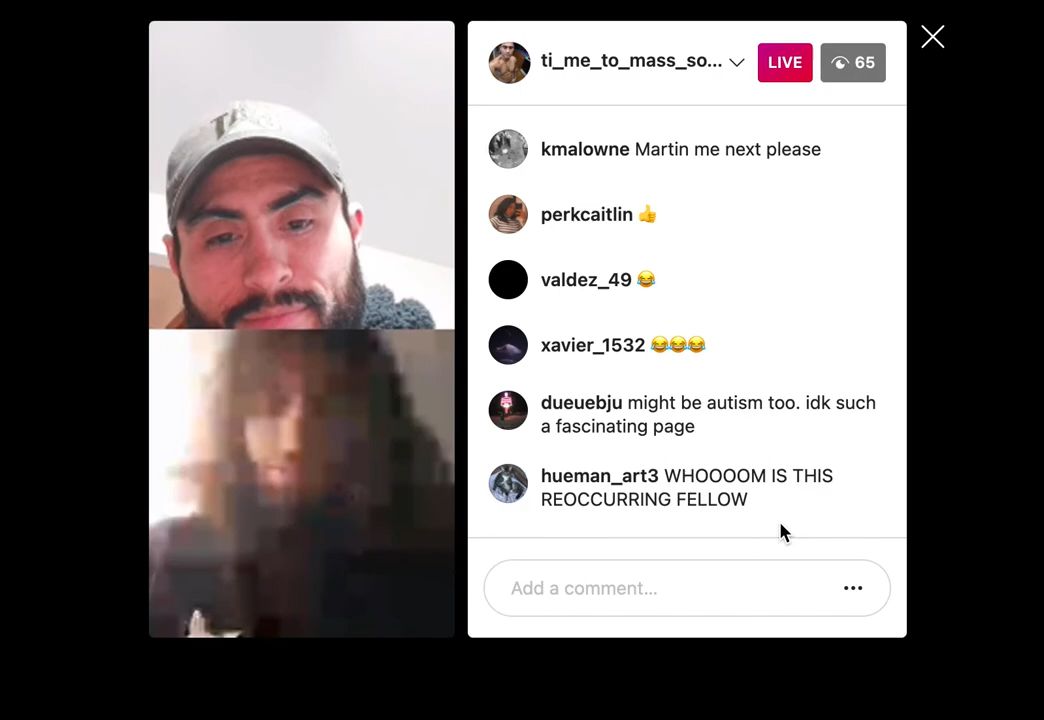 ti_me_to_mass_so...
LIVE
65
kmalowne Martin me next please
perkcaitlin 👍
valdez_49 😂
xavier_1532 😂😂😂
dueuebju might be autism too. idk such
a fascinating page
hueman_art3 WHOOOOM IS THIS
REOCCURRING FELLOW
Add a comment...